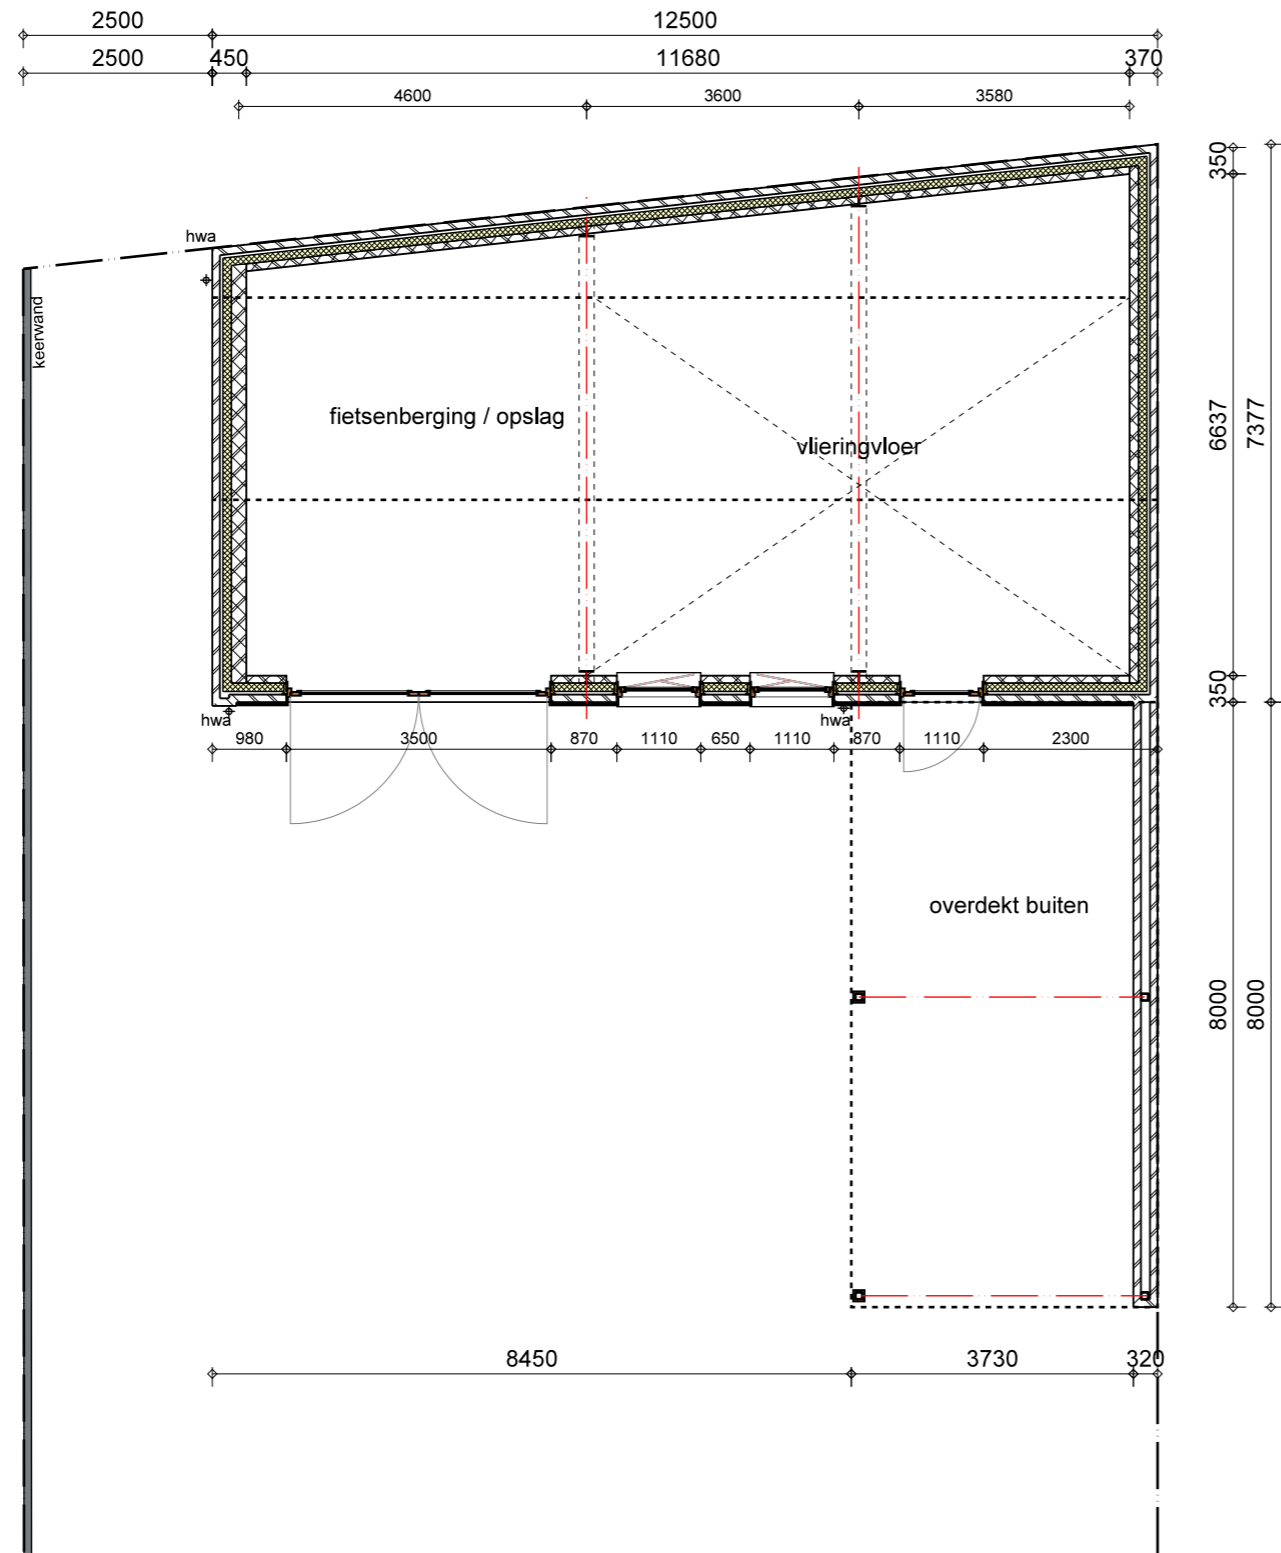 2500 12500
2500 450 11680 370
4600 3600 3580
350
hwa
keerwand
fietsenberging / opslag
vlieringvloer
6637 7377
350
hwa hwa
980 3500 870 1110 650 1110 870 1110 2300
overdekt buiten
8000 8000
8450 3730 320